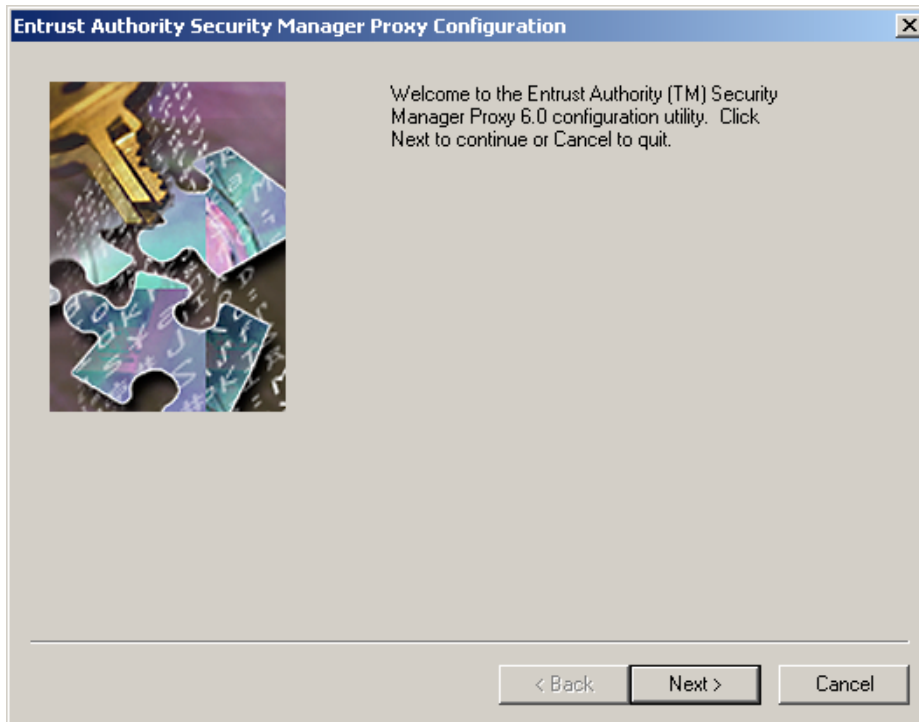 Entrust Authority Security Manager Proxy Configuration
Welcome to the Entrust Authority (TM) Security
Manager Proxy 6.0 configuration utility. Click
Next to continue or Cancel to quit.
< Back
Next >
Cancel